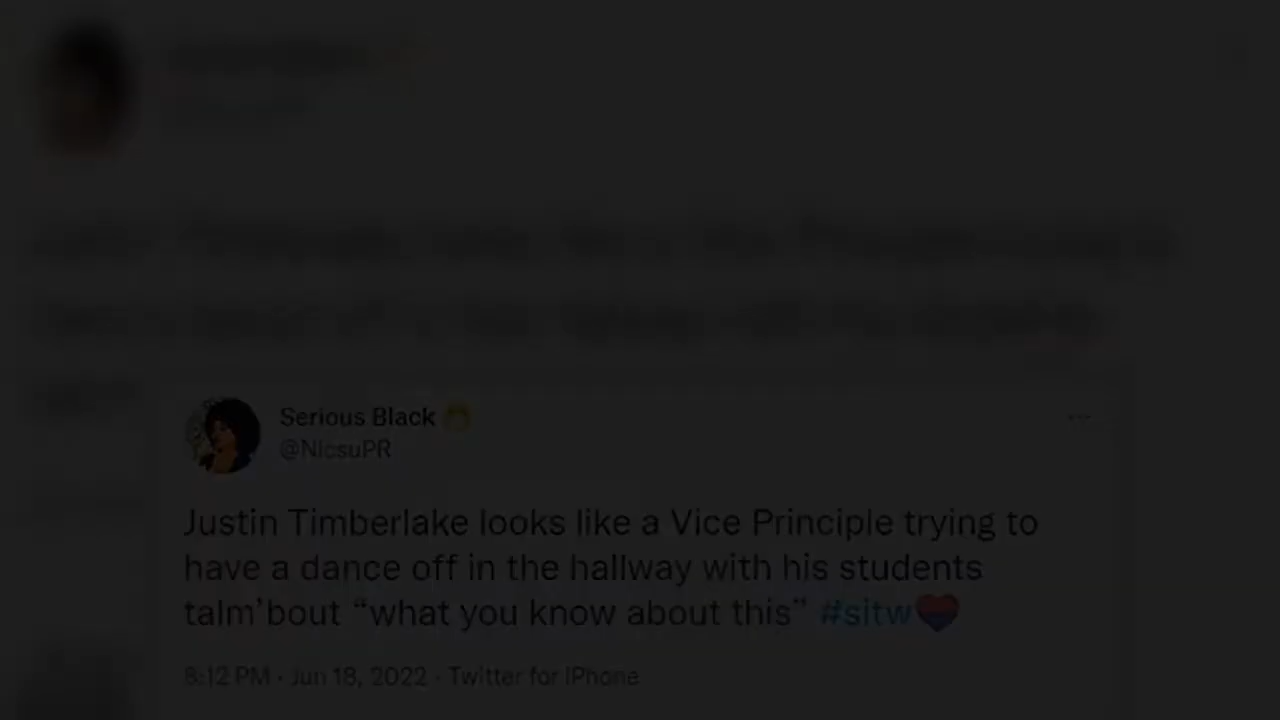 Serious Black
@NicsuPR
Justin Timberlake looks like a Vice Principle trying to
have a dance off in the hallway with his students
talm’bout “what you know about this” #sitw
8:12 PM · Jun 18, 2022 · Twitter for iPhone